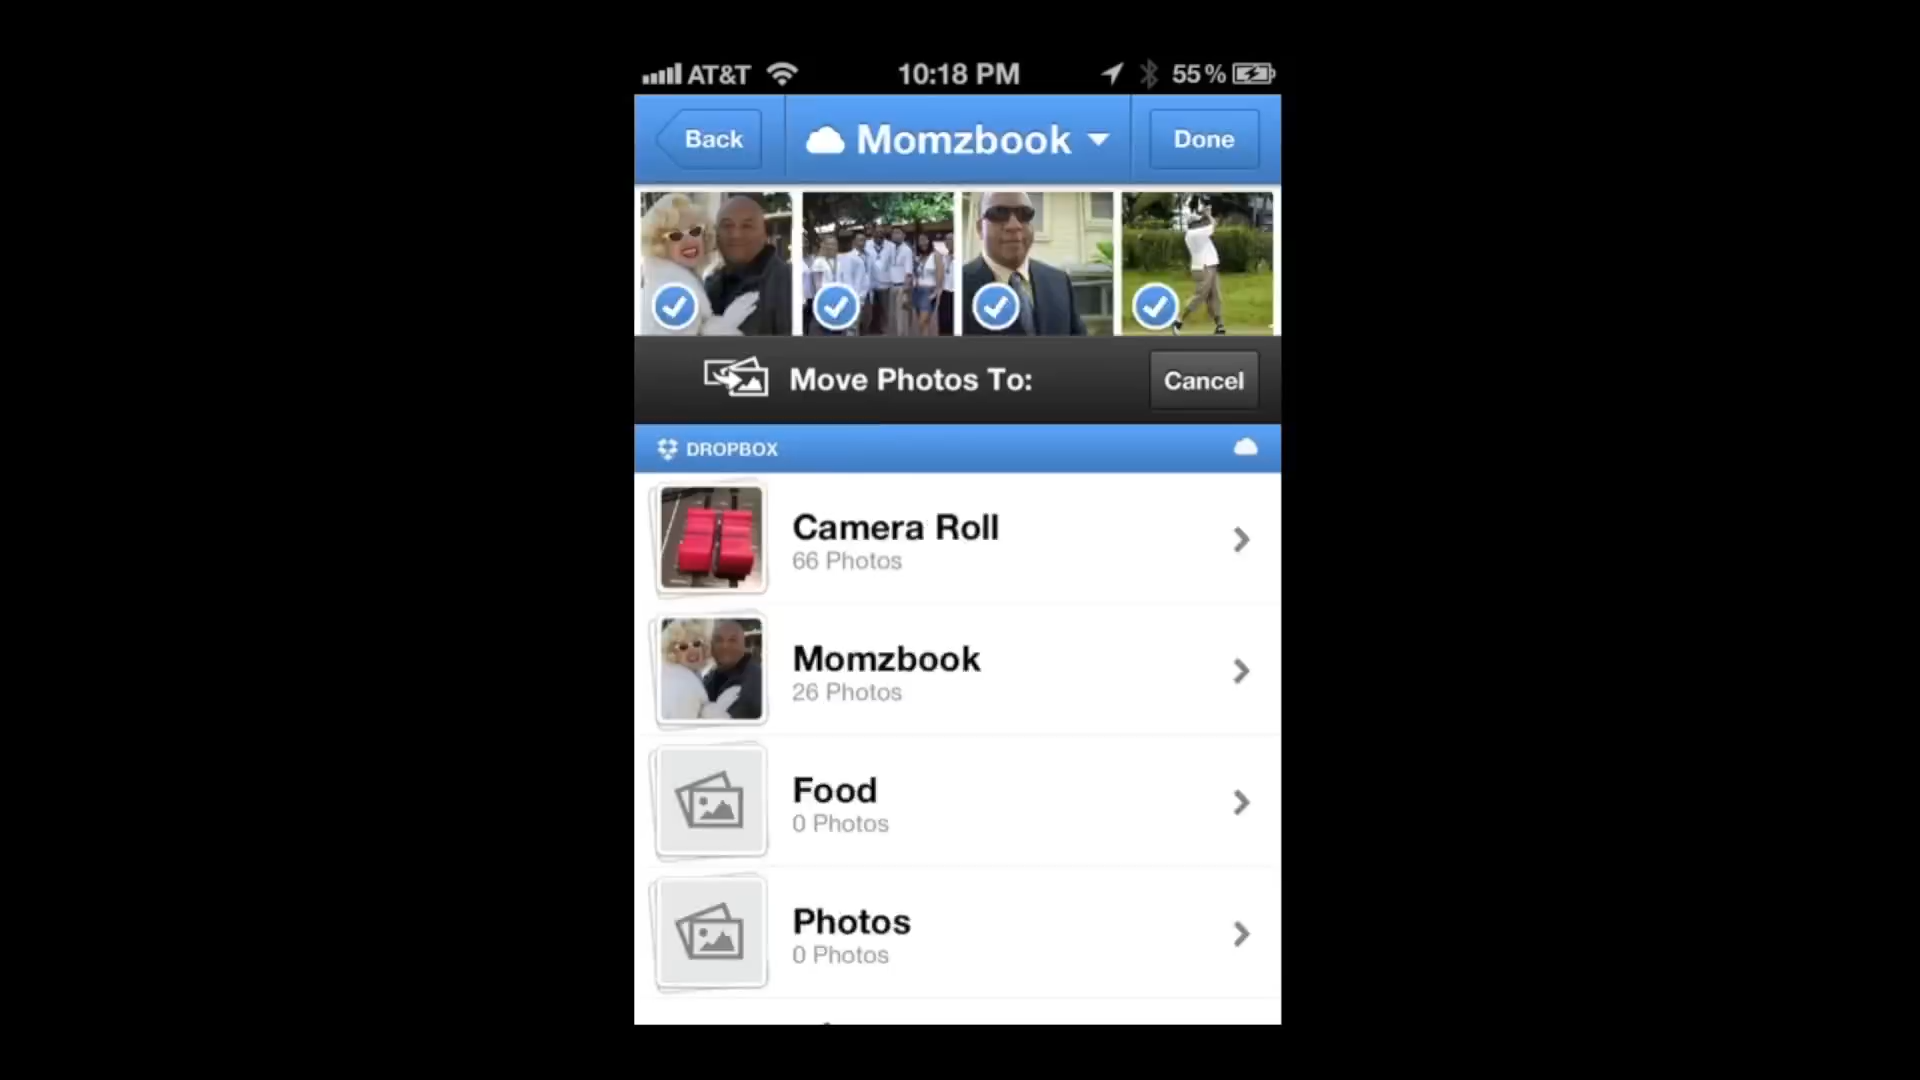 AT&T 10:18 PM 55%
Back Momzbook Done
Move Photos To: Cancel
DROPBOX
Camera Roll
66 Photos
Momzbook
26 Photos
Food
0 Photos
Photos
0 Photos